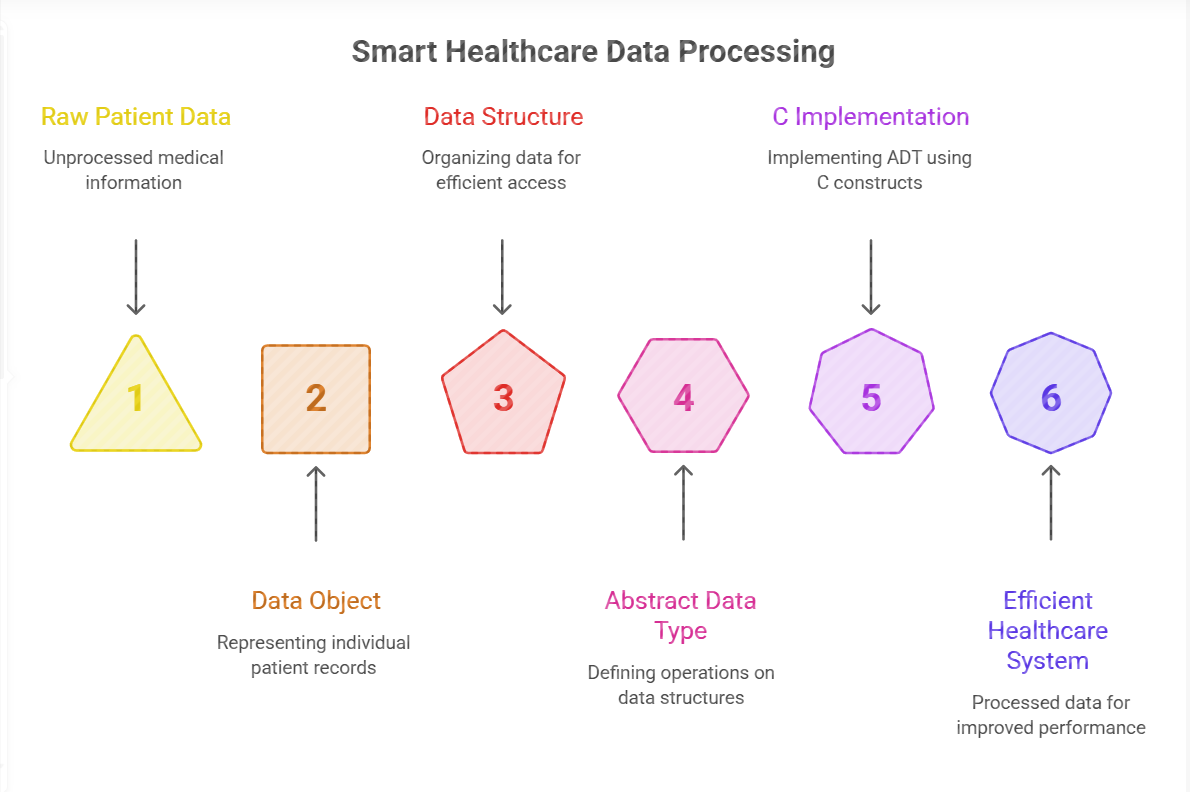 Smart Healthcare Data Processing
Raw Patient Data
Unprocessed medical
information
Data Structure
Organizing data for
efficient access
C Implementation
Implementing ADT using
C constructs
1
2
3
4
5
6
Data Object
Representing individual
patient records
Abstract Data
Type
Defining operations on
data structures
Efficient
Healthcare
System
Processed data for
improved performance